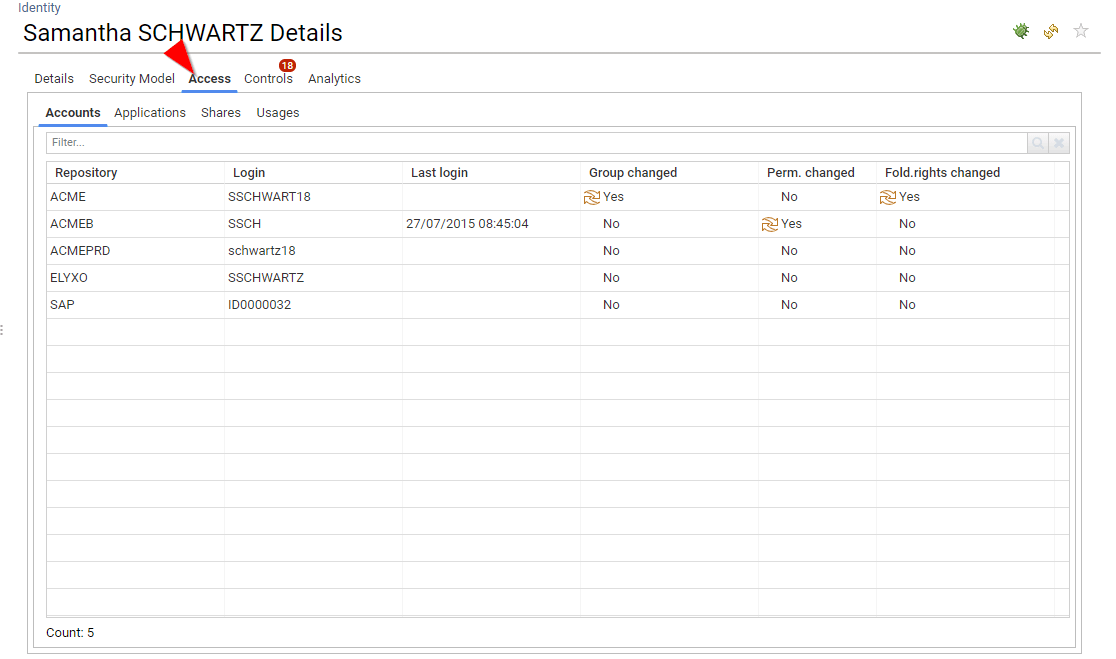 Identity
Samantha SCHWARTZ Details
18
Details Security Model Access Controls Analytics
Accounts Applications Shares Usages
Filter...
Repository Login Last login Group changed Perm. changed Fold.rights changed
ACME SSCHWART18 Yes No Yes
ACMEB SSCH 27/07/2015 08:45:04 No Yes No
ACMEPRD schwartz18 No No No
ELYXO SSCHWARTZ No No No
SAP ID0000032 No No No
Count: 5